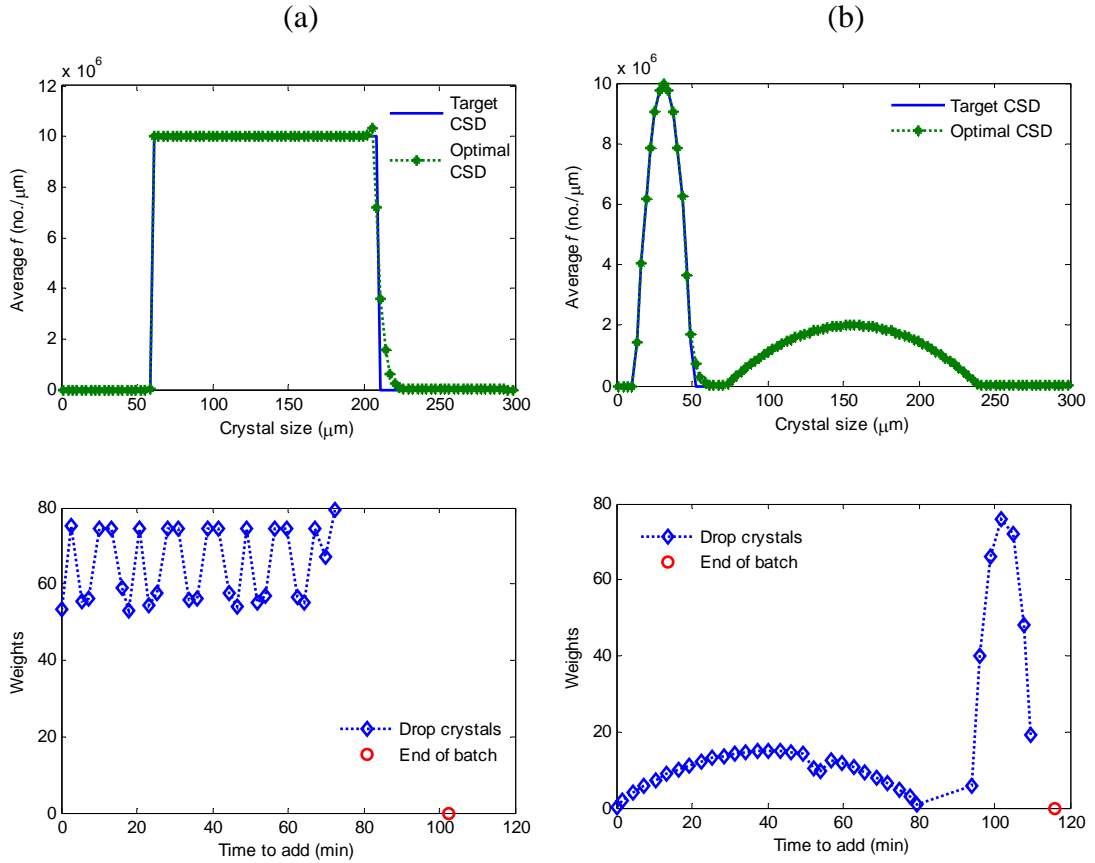 (a)
x 10⁶
12
10
8
6
4
2
0
Average f (no./μm)
Target
CSD
Optimal
CSD
0 50 100 150 200 250 300
Crystal size (μm)
(b)
x 10⁶
10
8
6
4
2
0
Average f (no./μm)
Target CSD
Optimal CSD
0 50 100 150 200 250 300
Crystal size (μm)
80
60
40
20
0
Weights
Drop crystals
End of batch
0 20 40 60 80 100 120
Time to add (min)
80
60
40
20
0
Weights
Drop crystals
End of batch
0 20 40 60 80 100 120
Time to add (min)